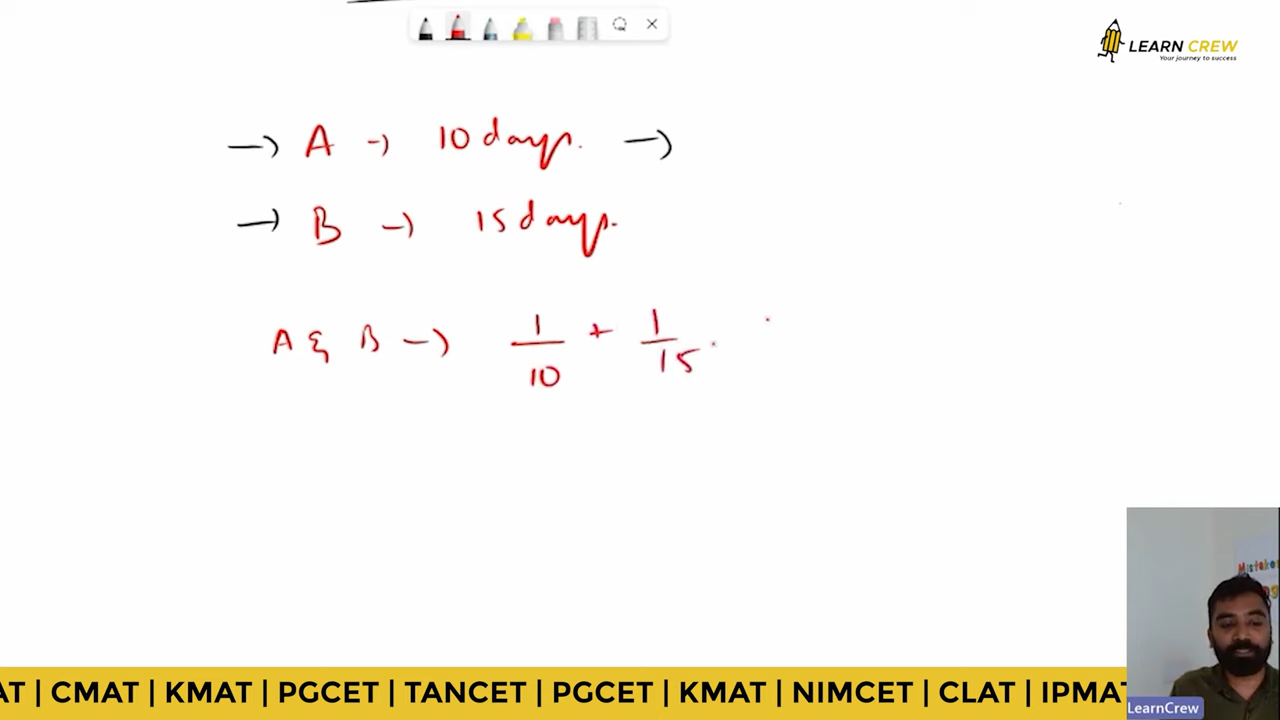 LEARN CREW
Your journey to success
→ A → 10 days. →
→ B → 15 days.
A & B → 1/10 + 1/15
Mistakes
AT | CMAT | KMAT | PGCET | TANCET | PGCET | KMAT | NIMCET | CLAT | IPMAT
LearnCrew